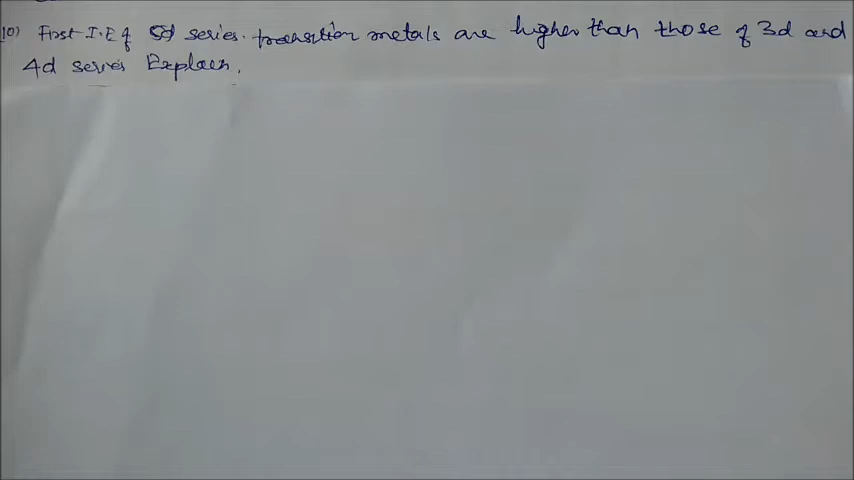 10) First I.E of 5d series. transition metals are higher than those of 3d and
4d series Explain.